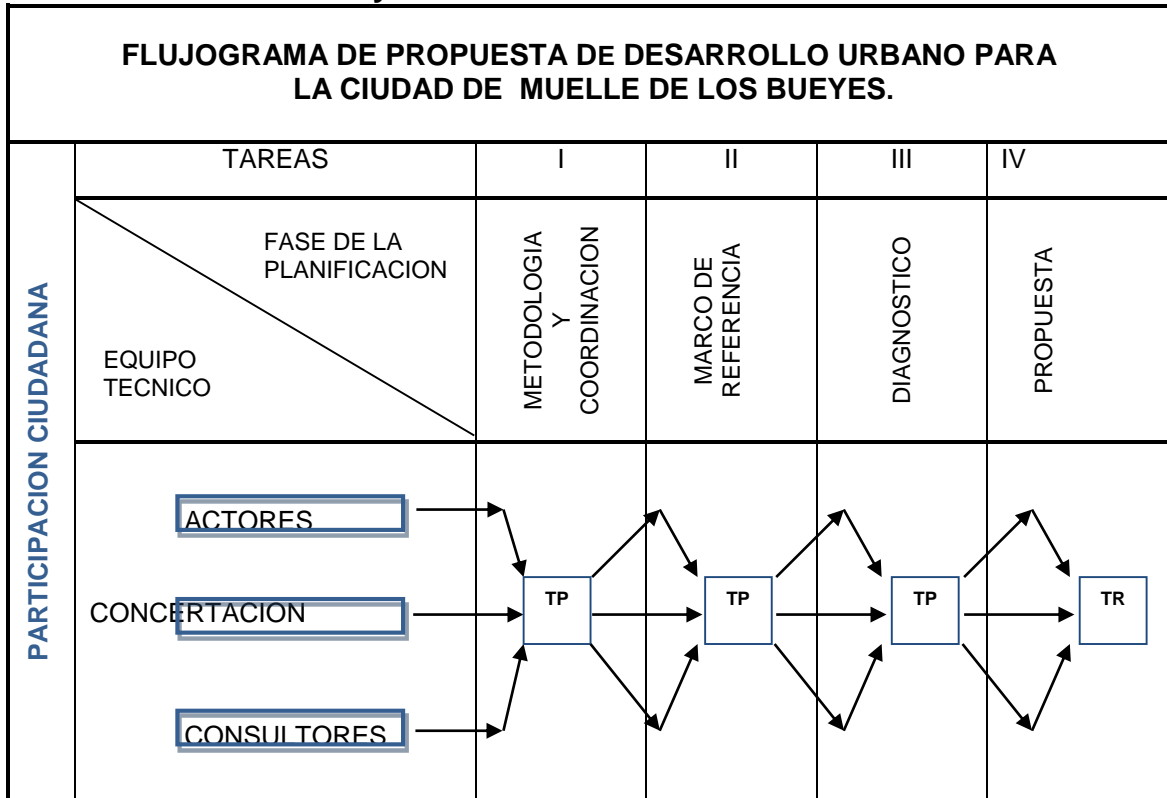 FLUJOGRAMA DE PROPUESTA DE DESARROLLO URBANO PARA
LA CIUDAD DE MUELLE DE LOS BUEYES.
TAREAS
I
II
III
IV
FASE DE LA
PLANIFICACION
EQUIPO
TECNICO
METODOLOGIA
Y
COORDINACION
MARCO DE
REFERENCIA
DIAGNOSTICO
PROPUESTA
PARTICIPACION CIUDADANA
ACTORES
CONCERTACION
CONSULTORES
TP
TP
TP
TR